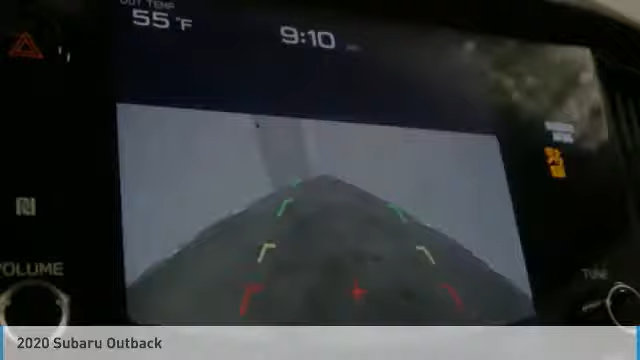 OUT TEMP
55 °F
9:10
VOLUME
TUNE
2020 Subaru Outback